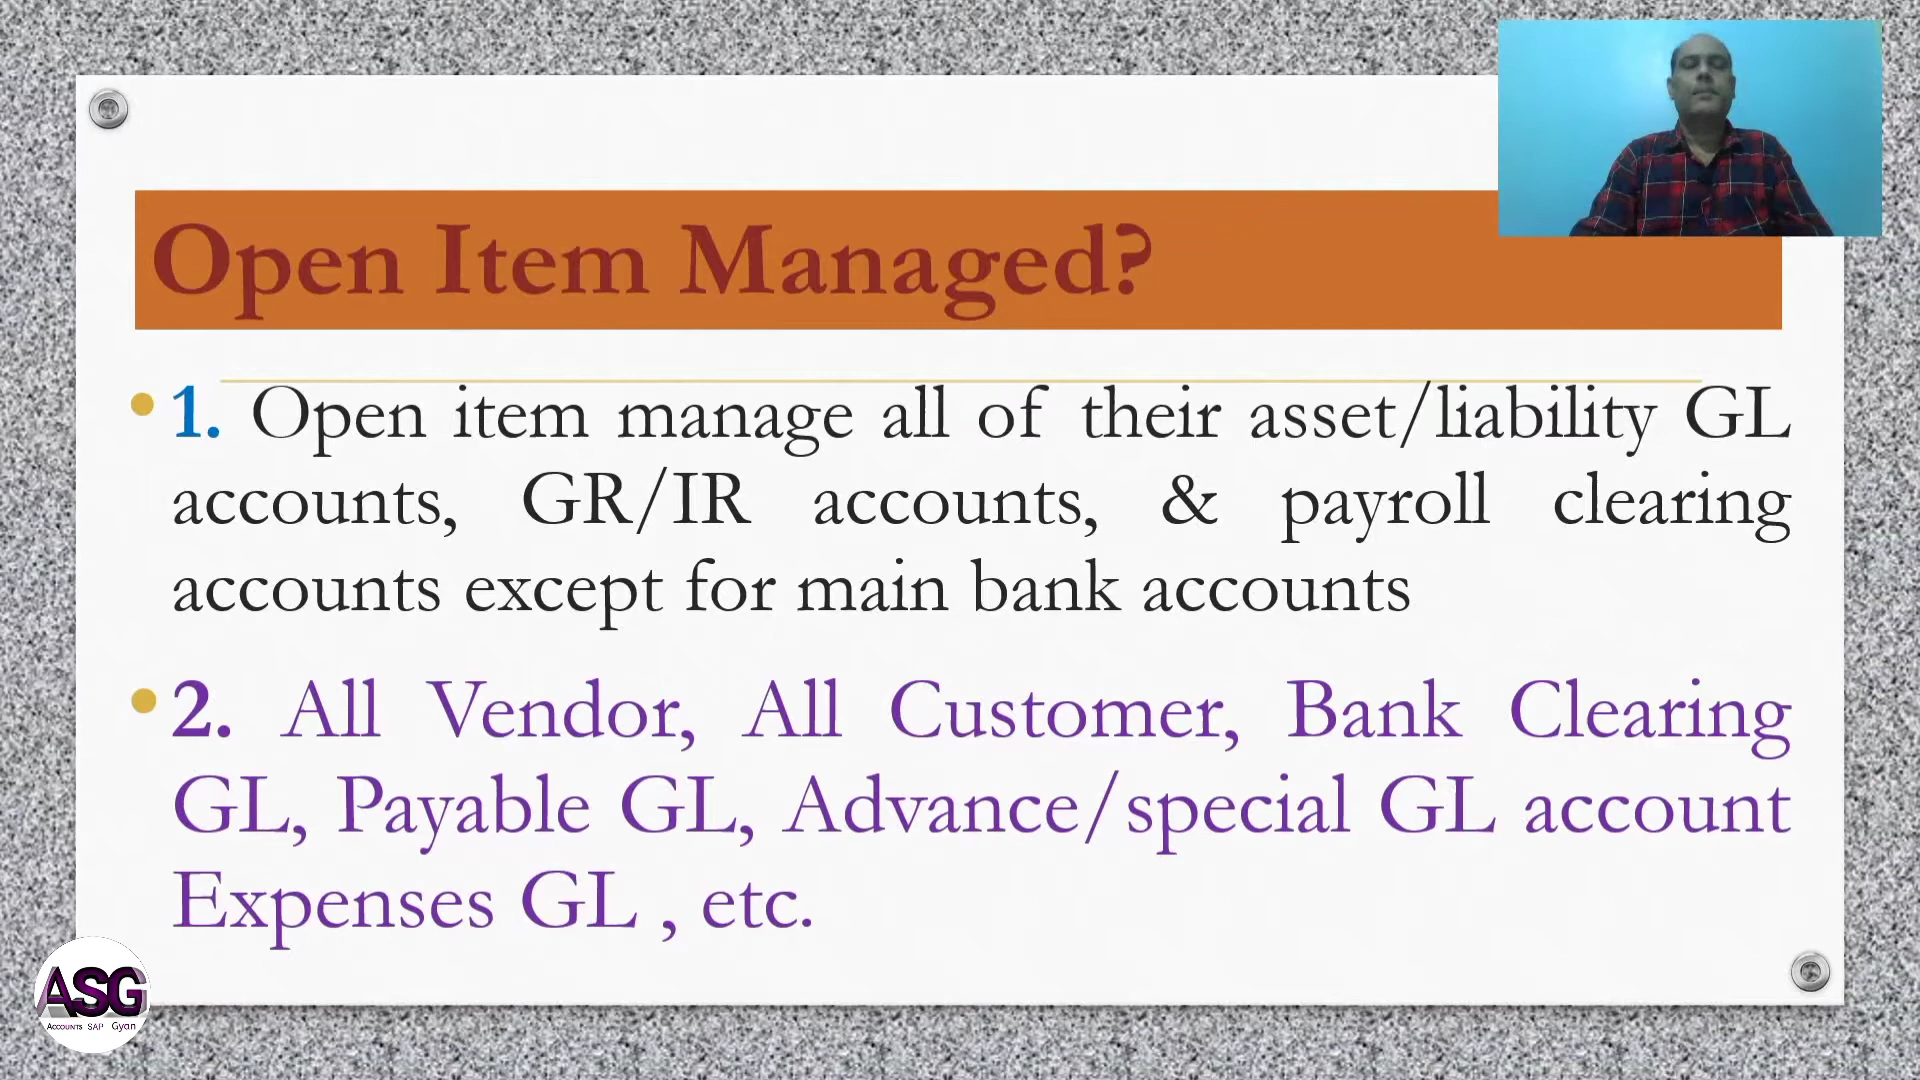 Open Item Managed?
1. Open item manage all of their asset/liability GL
accounts, GR/IR accounts, & payroll clearing
accounts except for main bank accounts
2. All Vendor, All Customer, Bank Clearing
GL, Payable GL, Advance/special GL account
Expenses GL , etc.
ASG
Accounts SAP Gyan